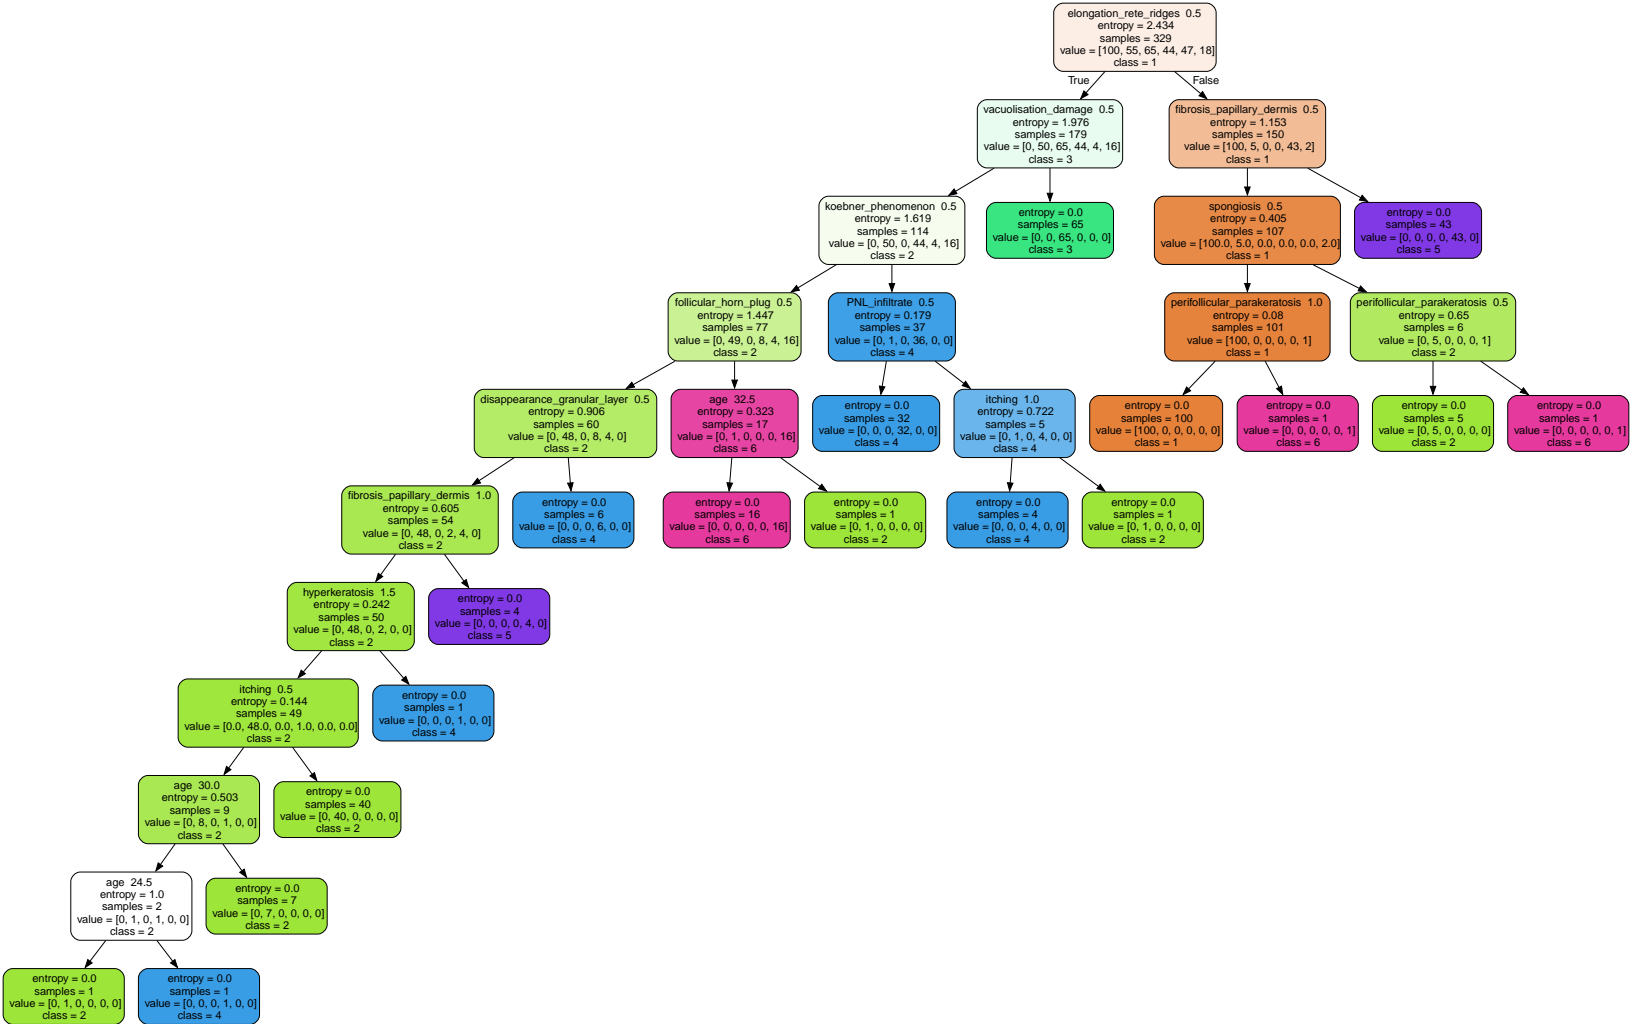 elongation_rete_ridges  0.5
entropy = 2.434
samples = 329
value = [100, 55, 65, 44, 47, 18]
class = 1
True
False
vacuolisation_damage  0.5
entropy = 1.976
samples = 179
value = [0, 50, 65, 44, 4, 16]
class = 3
fibrosis_papillary_dermis  0.5
entropy = 1.153
samples = 150
value = [100, 5, 0, 0, 43, 2]
class = 1
koebner_phenomenon  0.5
entropy = 1.619
samples = 114
value = [0, 50, 0, 44, 4, 16]
class = 2
entropy = 0.0
samples = 65
value = [0, 0, 65, 0, 0, 0]
class = 3
spongiosis  0.5
entropy = 0.405
samples = 107
value = [100.0, 5.0, 0.0, 0.0, 0.0, 2.0]
class = 1
entropy = 0.0
samples = 43
value = [0, 0, 0, 0, 43, 0]
class = 5
follicular_horn_plug  0.5
entropy = 1.447
samples = 77
value = [0, 49, 0, 8, 4, 16]
class = 2
PNL_infiltrate  0.5
entropy = 0.179
samples = 37
value = [0, 1, 0, 36, 0, 0]
class = 4
perifollicular_parakeratosis  1.0
entropy = 0.08
samples = 101
value = [100, 0, 0, 0, 0, 1]
class = 1
perifollicular_parakeratosis  0.5
entropy = 0.65
samples = 6
value = [0, 5, 0, 0, 0, 1]
class = 2
disappearance_granular_layer  0.5
entropy = 0.906
samples = 60
value = [0, 48, 0, 8, 4, 0]
class = 2
age  32.5
entropy = 0.323
samples = 17
value = [0, 1, 0, 0, 0, 16]
class = 6
entropy = 0.0
samples = 32
value = [0, 0, 0, 32, 0, 0]
class = 4
itching  1.0
entropy = 0.722
samples = 5
value = [0, 1, 0, 4, 0, 0]
class = 4
entropy = 0.0
samples = 100
value = [100, 0, 0, 0, 0, 0]
class = 1
entropy = 0.0
samples = 1
value = [0, 0, 0, 0, 0, 1]
class = 6
entropy = 0.0
samples = 5
value = [0, 5, 0, 0, 0, 0]
class = 2
entropy = 0.0
samples = 1
value = [0, 0, 0, 0, 0, 1]
class = 6
fibrosis_papillary_dermis  1.0
entropy = 0.605
samples = 54
value = [0, 48, 0, 2, 4, 0]
class = 2
entropy = 0.0
samples = 6
value = [0, 0, 0, 6, 0, 0]
class = 4
entropy = 0.0
samples = 16
value = [0, 0, 0, 0, 0, 16]
class = 6
entropy = 0.0
samples = 1
value = [0, 1, 0, 0, 0, 0]
class = 2
entropy = 0.0
samples = 4
value = [0, 0, 0, 4, 0, 0]
class = 4
entropy = 0.0
samples = 1
value = [0, 1, 0, 0, 0, 0]
class = 2
hyperkeratosis  1.5
entropy = 0.242
samples = 50
value = [0, 48, 0, 2, 0, 0]
class = 2
entropy = 0.0
samples = 4
value = [0, 0, 0, 0, 4, 0]
class = 5
itching  0.5
entropy = 0.144
samples = 49
value = [0.0, 48.0, 0.0, 1.0, 0.0, 0.0]
class = 2
entropy = 0.0
samples = 1
value = [0, 0, 0, 1, 0, 0]
class = 4
age  30.0
entropy = 0.503
samples = 9
value = [0, 8, 0, 1, 0, 0]
class = 2
entropy = 0.0
samples = 40
value = [0, 40, 0, 0, 0, 0]
class = 2
age  24.5
entropy = 1.0
samples = 2
value = [0, 1, 0, 1, 0, 0]
class = 2
entropy = 0.0
samples = 7
value = [0, 7, 0, 0, 0, 0]
class = 2
entropy = 0.0
samples = 1
value = [0, 1, 0, 0, 0, 0]
class = 2
entropy = 0.0
samples = 1
value = [0, 0, 0, 1, 0, 0]
class = 4